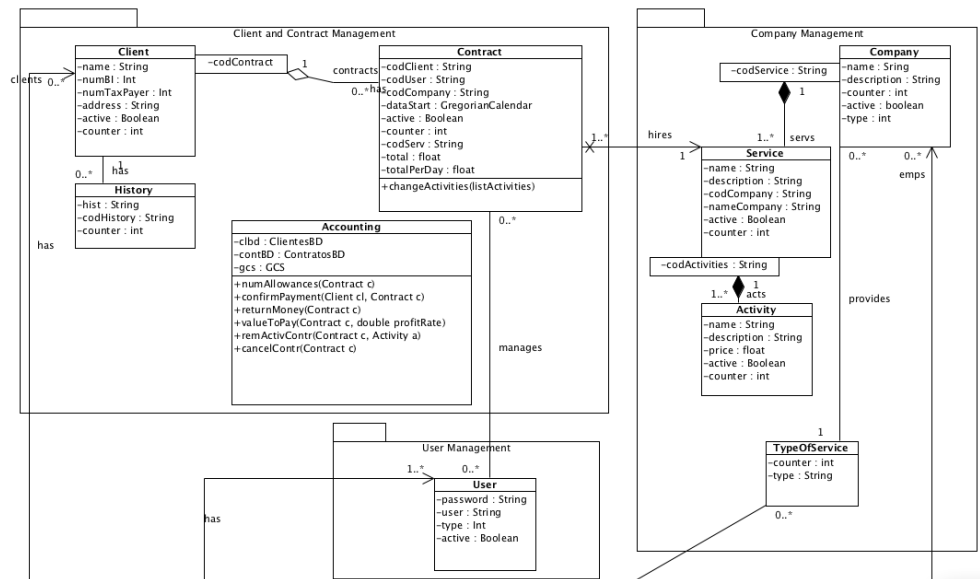 Client and Contract Management
Client
-name : String
-numBI : Int
-numTaxPayer : Int
-address : String
-active : Boolean
-counter : int
-codContract
1
contracts
0..*
has
clients
0..*
Contract
-codClient : String
-codUser : String
-codCompany : String
-dataStart : GregorianCalendar
-active : Boolean
-counter : int
-codServ : String
-total : float
-totalPerDay : float
+changeActivities(listActivities)
1
has
0..*
History
-hist : String
-codHistory : String
-counter : int
has
Accounting
-clbd : ClientesBD
-contBD : ContratosBD
-gcs : GCS
+numAllowances(Contract c)
+confirmPayment(Client cl, Contract c)
+returnMoney(Contract c)
+valueToPay(Contract c, double profitRate)
+remActivContr(Contract c, Activity a)
+cancelContr(Contract c)
0..*
manages
1..*
hires
1
Company Management
Company
-name : Sring
-description : String
-counter : int
-active : boolean
-type : int
-codService : String
1
1..*
servs
0..*
0..*
emps
Service
-name : String
-description : String
-codCompany : String
-nameCompany : String
-active : Boolean
-counter : int
-codActivities : String
1
1..*
acts
Activity
-name : String
-description : String
-price : float
-active : Boolean
-counter : int
provides
1
TypeOfService
-counter : int
-type : String
0..*
User Management
1..*
0..*
User
-password : String
-user : String
-type : Int
-active : Boolean
has